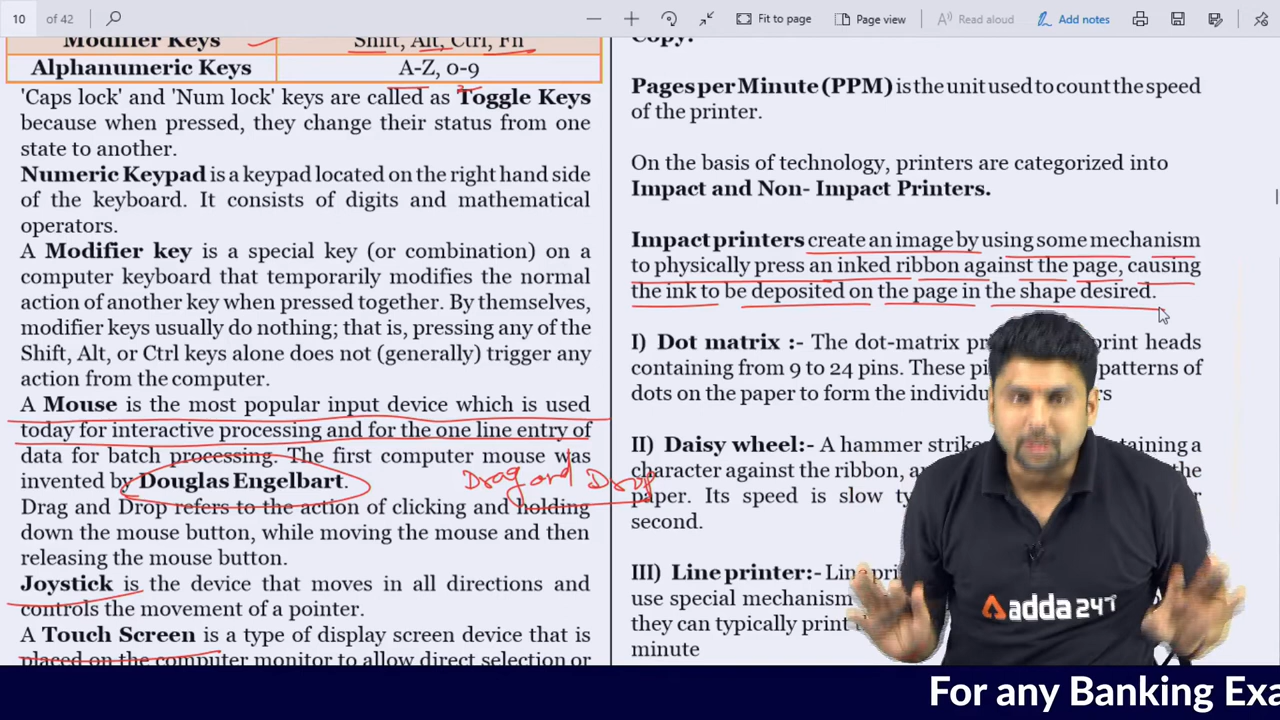 10 of 42
Fit to page
Page view
Read aloud
Add notes
Modifier Keys Shift, Alt, Ctrl, Fn
Alphanumeric Keys A-Z, 0-9
'Caps lock' and 'Num lock' keys are called as Toggle Keys
because when pressed, they change their status from one
state to another.
Numeric Keypad is a keypad located on the right hand side
of the keyboard. It consists of digits and mathematical
operators.
A Modifier key is a special key (or combination) on a
computer keyboard that temporarily modifies the normal
action of another key when pressed together. By themselves,
modifier keys usually do nothing; that is, pressing any of the
Shift, Alt, or Ctrl keys alone does not (generally) trigger any
action from the computer.
A Mouse is the most popular input device which is used
today for interactive processing and for the one line entry of
data for batch processing. The first computer mouse was
invented by Douglas Engelbart.
Drag and Drop
Drag and Drop refers to the action of clicking and holding
down the mouse button, while moving the mouse and then
releasing the mouse button.
Joystick is the device that moves in all directions and
controls the movement of a pointer.
A Touch Screen is a type of display screen device that is
placed on the computer monitor to allow direct selection or
Copy.
Pages per Minute (PPM) is the unit used to count the speed
of the printer.
On the basis of technology, printers are categorized into
Impact and Non- Impact Printers.
Impact printers create an image by using some mechanism
to physically press an inked ribbon against the page, causing
the ink to be deposited on the page in the shape desired.
I) Dot matrix :- The dot-matrix print heads
containing from 9 to 24 pins. These patterns of
dots on the paper to form the
II) Daisy wheel:- A hammer a
character against the ribbon, the
paper. Its speed is slow
second.
III) Line printer:-
use special
they can typically print
minute
adda 247
For any Banking Exa